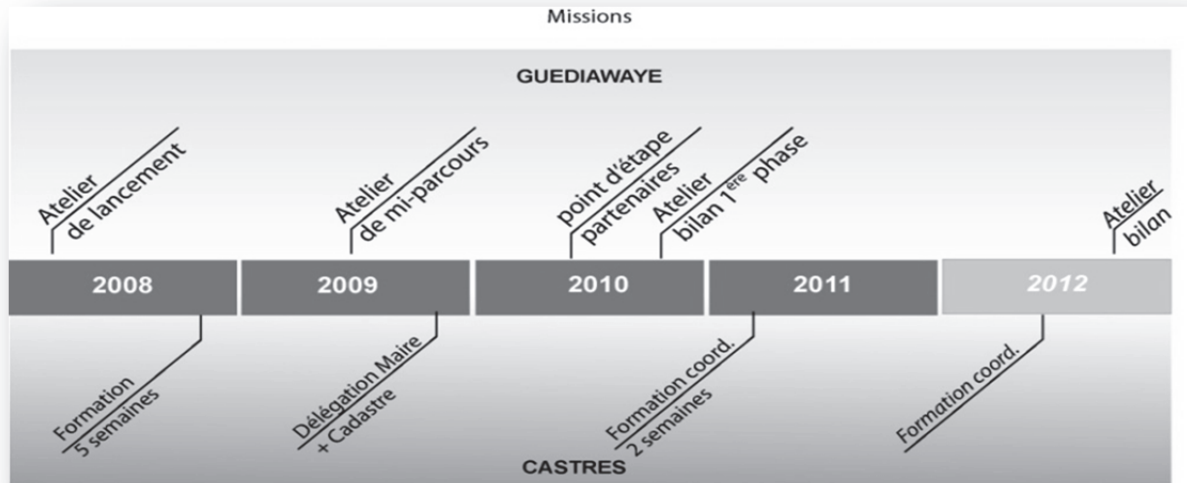 Missions
GUEDIAWAYE
Atelier
de lancement
Atelier
de mi-parcours
point d'étape
partenaires
Atelier
bilan 1ère phase
Atelier
bilan
2008
2009
2010
2011
2012
Formation
5 semaines
Délégation Maire
+ Cadastre
Formation coord.
2 semaines
Formation coord.
CASTRES